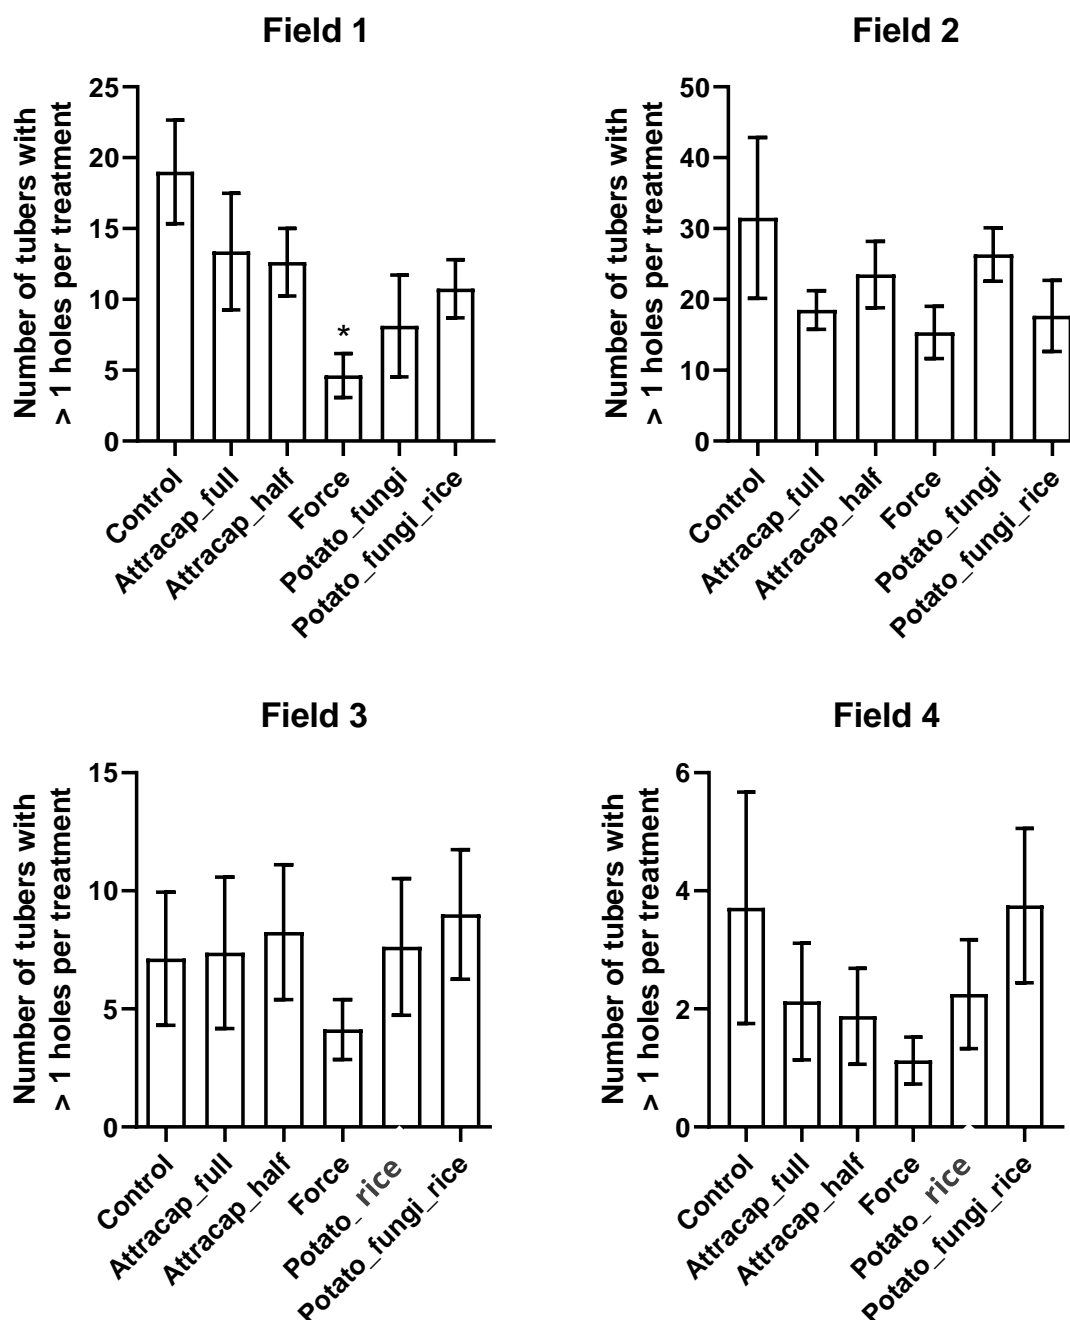 Field 1
Number of tubers with
> 1 holes per treatment
25
20
15
10
5
0
*
Control
Attracap_full
Attracap_half
Force
Potato_fungi
Potato_fungi_rice
Field 2
Number of tubers with
> 1 holes per treatment
50
40
30
20
10
0
Control
Attracap_full
Attracap_half
Force
Potato_fungi
Potato_fungi_rice
Field 3
Number of tubers with
> 1 holes per treatment
15
10
5
0
Control
Attracap_full
Attracap_half
Force
Potato_rice
Potato_fungi_rice
Field 4
Number of tubers with
> 1 holes per treatment
6
4
2
0
Control
Attracap_full
Attracap_half
Force
Potato_rice
Potato_fungi_rice